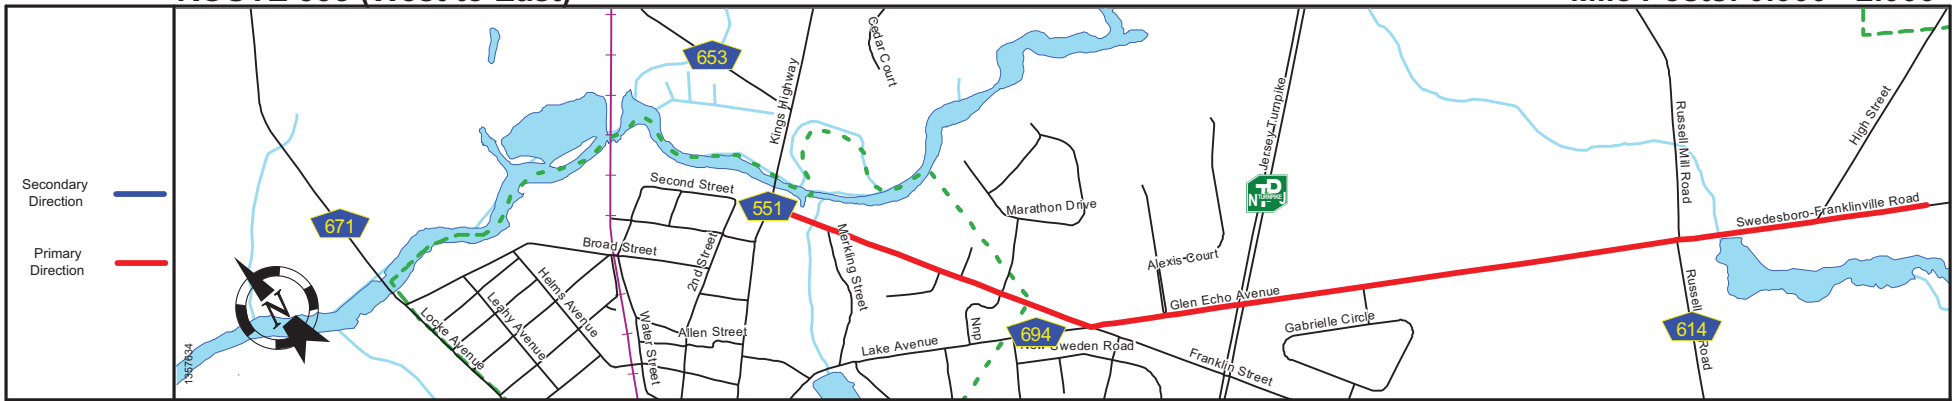 Secondary
Direction
Primary
Direction
1357634
N
671
653
551
694
614
Kings Highway
Cedar Court
Second Street
Broad Street
2nd Street
Helms Avenue
Leahy Avenue
Locke Avenue
Water Street
Allen Street
Merkling Street
Lake Avenue
Nnp
Marathon Drive
Sweden Road
Franklin Street
Alexis Court
Glen Echo Avenue
Jersey Turnpike
N TP J
TURNPIKE
Gabrielle Circle
Russell Mill Road
Russell
Road
High Street
Swedesboro-Franklinville Road